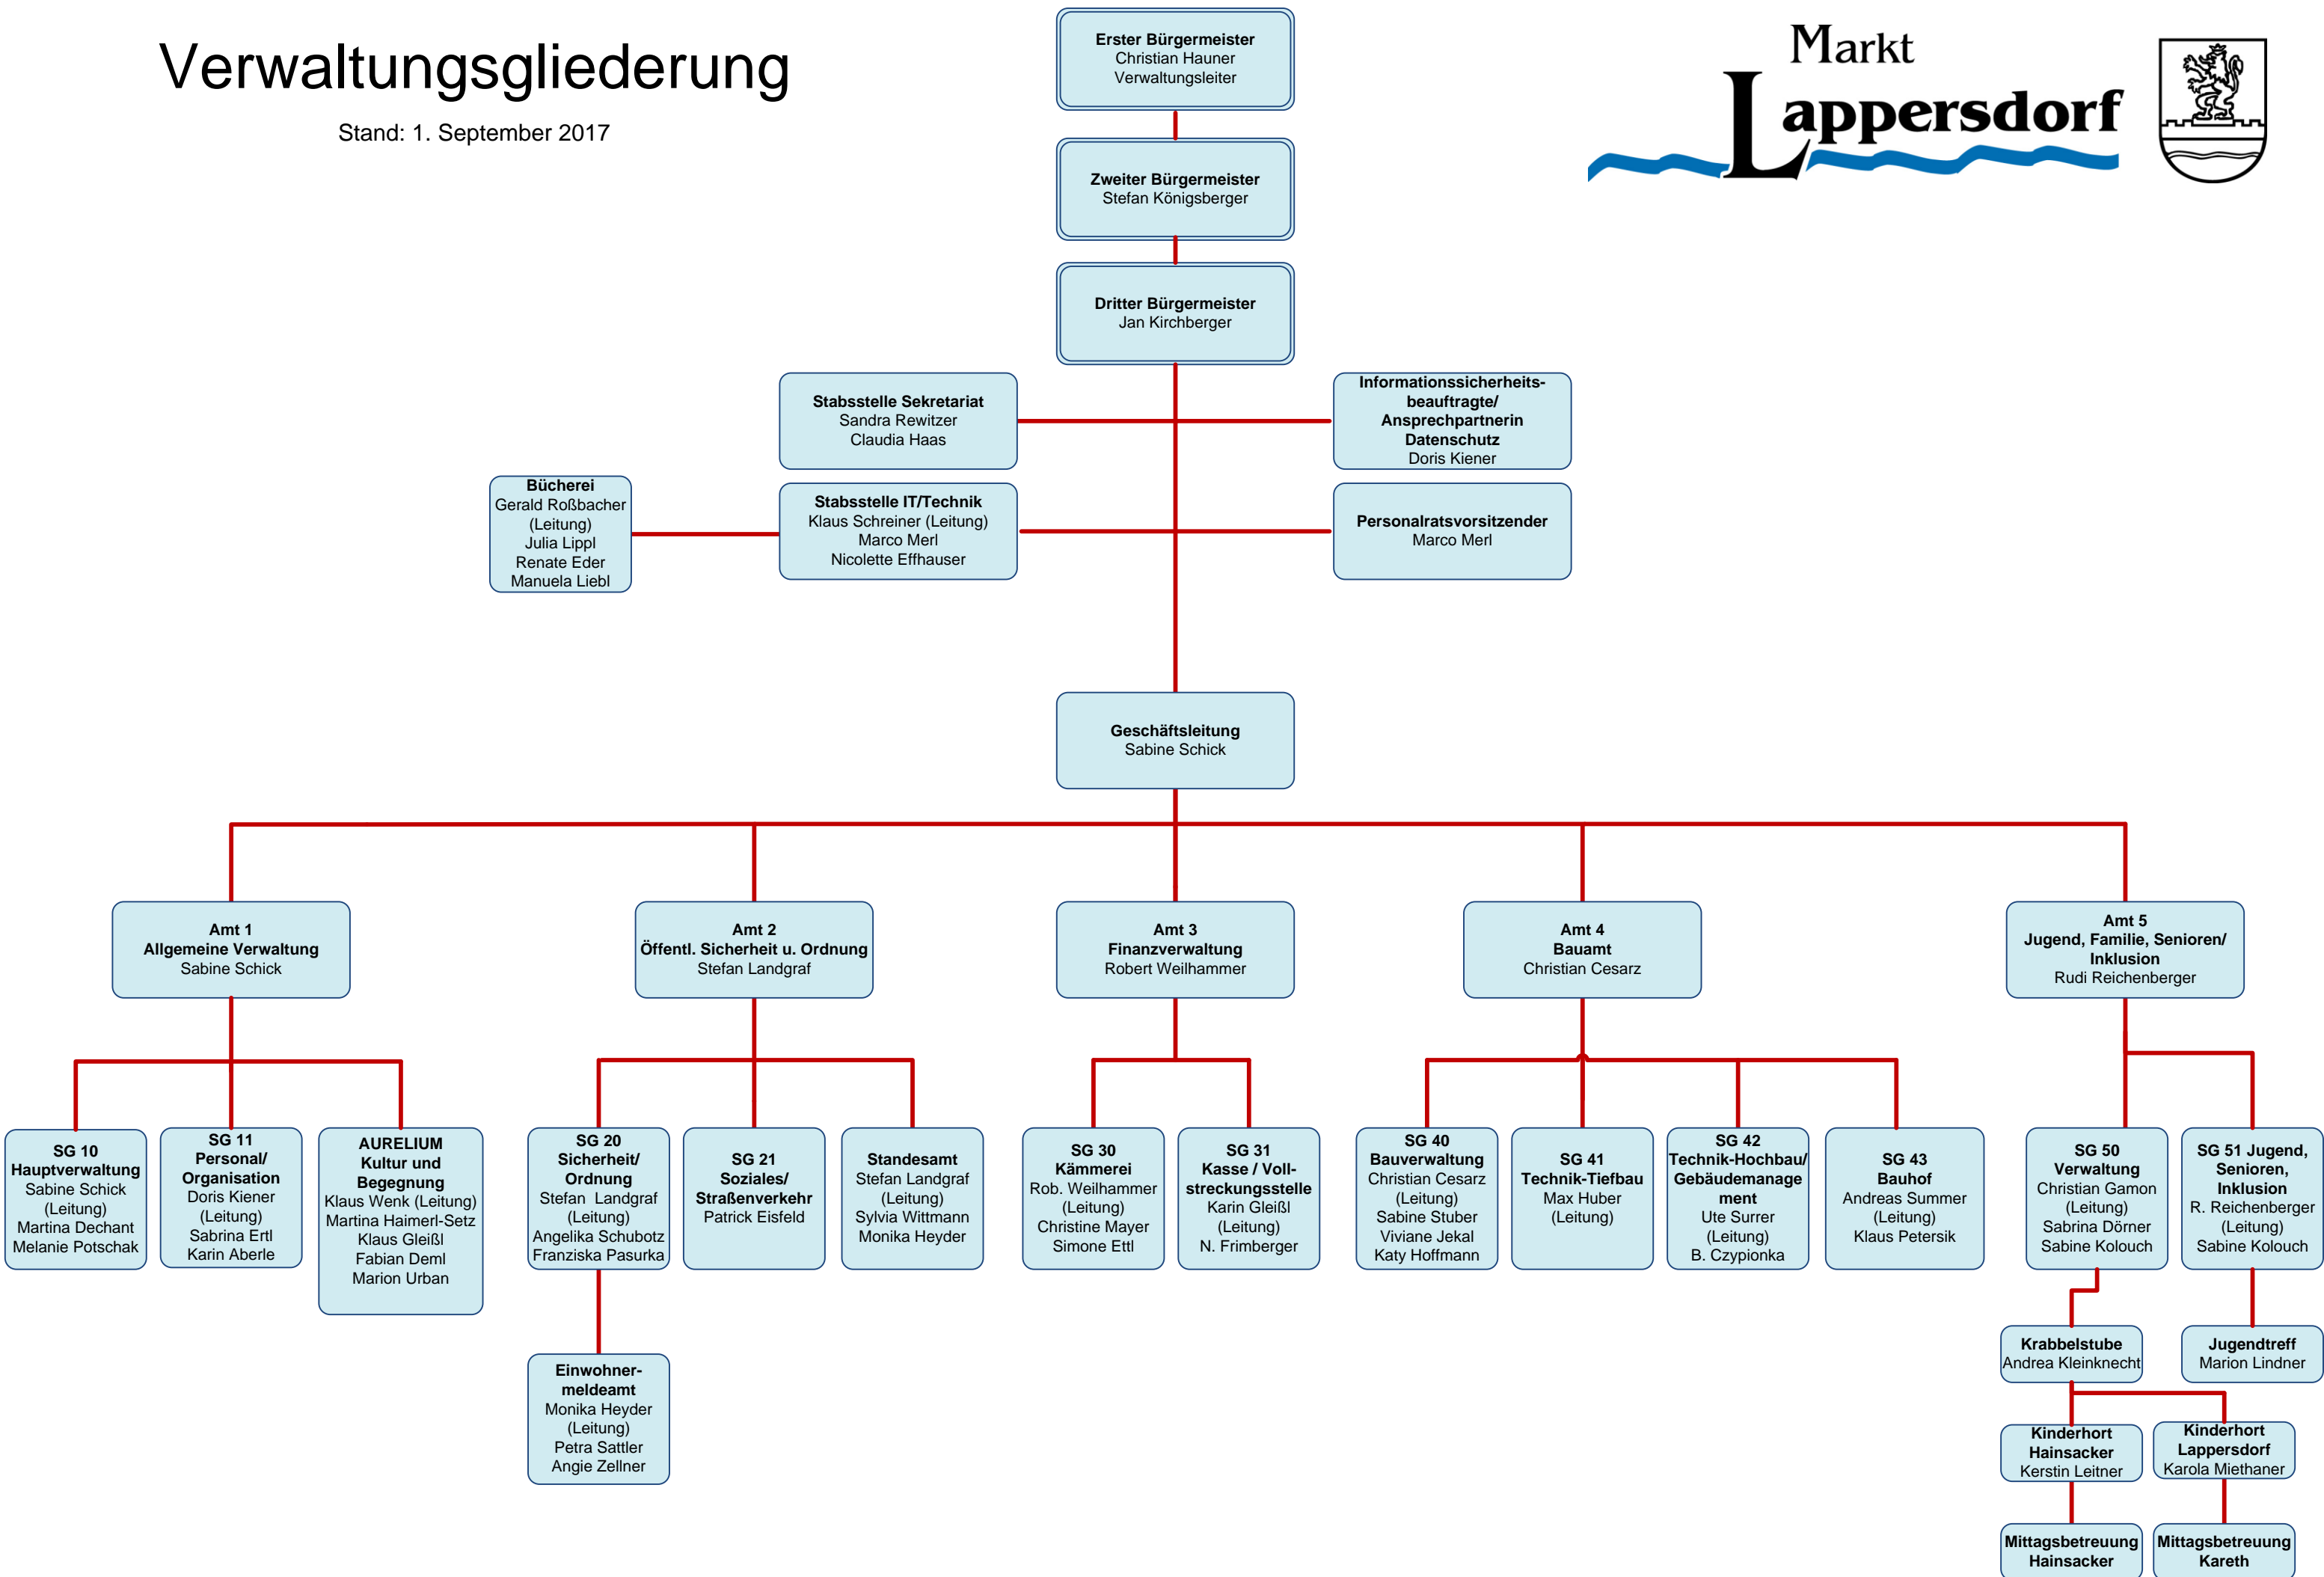 Verwaltungsgliederung
Stand: 1. September 2017
Markt
Lappersdorf
Erster Bürgermeister
Christian Hauner
Verwaltungsleiter
Zweiter Bürgermeister
Stefan Königsberger
Dritter Bürgermeister
Jan Kirchberger
Stabsstelle Sekretariat
Sandra Rewitzer
Claudia Haas
Informationssicherheits-
beauftragte/
Ansprechpartnerin
Datenschutz
Doris Kiener
Bücherei
Gerald Roßbacher
(Leitung)
Julia Lippl
Renate Eder
Manuela Liebl
Stabsstelle IT/Technik
Klaus Schreiner (Leitung)
Marco Merl
Nicolette Effhauser
Personalratsvorsitzender
Marco Merl
Geschäftsleitung
Sabine Schick
Amt 1
Allgemeine Verwaltung
Sabine Schick
Amt 2
Öffentl. Sicherheit u. Ordnung
Stefan Landgraf
Amt 3
Finanzverwaltung
Robert Weilhammer
Amt 4
Bauamt
Christian Cesarz
Amt 5
Jugend, Familie, Senioren/
Inklusion
Rudi Reichenberger
SG 10
Hauptverwaltung
Sabine Schick
(Leitung)
Martina Dechant
Melanie Potschak
SG 11
Personal/
Organisation
Doris Kiener
(Leitung)
Sabrina Ertl
Karin Aberle
AURELIUM
Kultur und
Begegnung
Klaus Wenk (Leitung)
Martina Haimerl-Setz
Klaus Gleißl
Fabian Deml
Marion Urban
SG 20
Sicherheit/
Ordnung
Stefan Landgraf
(Leitung)
Angelika Schubotz
Franziska Pasurka
SG 21
Soziales/
Straßenverkehr
Patrick Eisfeld
Standesamt
Stefan Landgraf
(Leitung)
Sylvia Wittmann
Monika Heyder
SG 30
Kämmerei
Rob. Weilhammer
(Leitung)
Christine Mayer
Simone Ettl
SG 31
Kasse / Voll-
streckungsstelle
Karin Gleißl
(Leitung)
N. Frimberger
SG 40
Bauverwaltung
Christian Cesarz
(Leitung)
Sabine Stuber
Viviane Jekal
Katy Hoffmann
SG 41
Technik-Tiefbau
Max Huber
(Leitung)
SG 42
Technik-Hochbau/
Gebäudemanage
ment
Ute Surrer
(Leitung)
B. Czypionka
SG 43
Bauhof
Andreas Summer
(Leitung)
Klaus Petersik
SG 50
Verwaltung
Christian Gamon
(Leitung)
Sabrina Dörner
Sabine Kolouch
SG 51 Jugend,
Senioren,
Inklusion
R. Reichenberger
(Leitung)
Sabine Kolouch
Einwohner-
meldeamt
Monika Heyder
(Leitung)
Petra Sattler
Angie Zellner
Krabbelstube
Andrea Kleinknecht
Jugendtreff
Marion Lindner
Kinderhort
Hainsacker
Kerstin Leitner
Kinderhort
Lappersdorf
Karola Miethaner
Mittagsbetreuung
Hainsacker
Mittagsbetreuung
Kareth